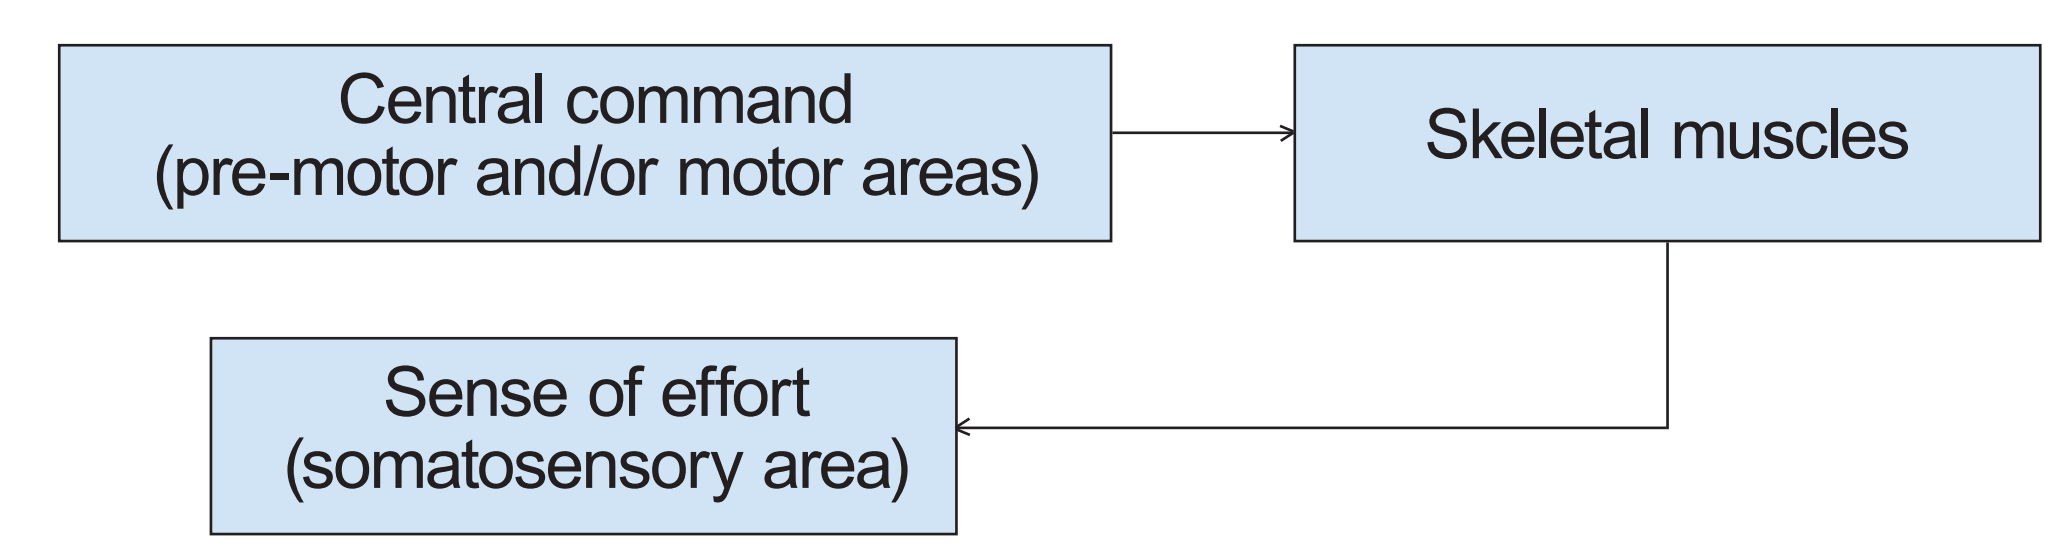 Central command
(pre-motor and/or motor areas)
Skeletal muscles
Sense of effort
(somatosensory area)